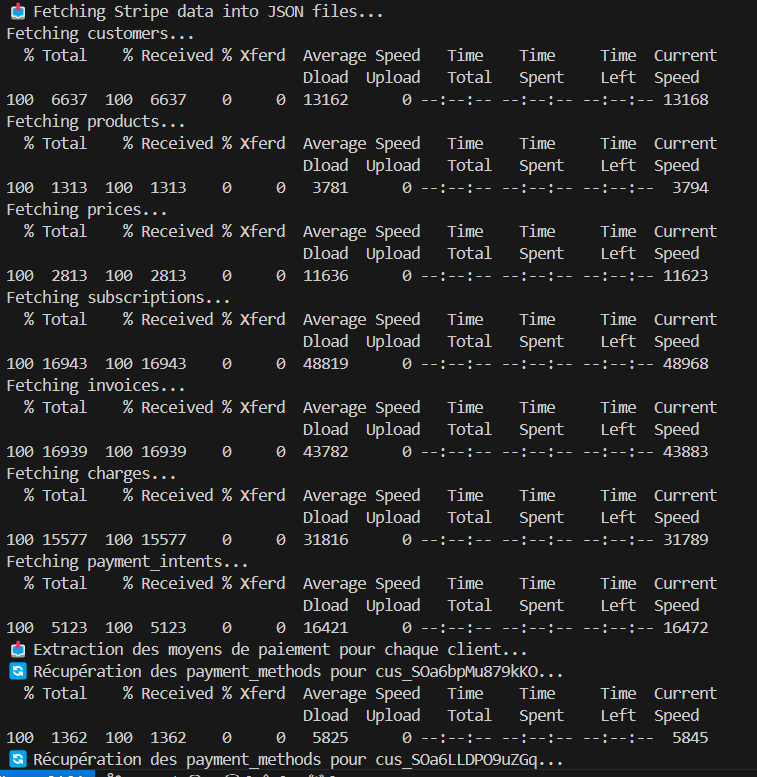 📩 Fetching Stripe data into JSON files...
Fetching customers...
% Total % Received % Xferd Average Speed Time Time Time Current
Dload Upload Total Spent Left Speed
100 6637 100 6637 0 0 13162 0 --:--:-- --:--:-- --:--:-- 13168
Fetching products...
% Total % Received % Xferd Average Speed Time Time Time Current
Dload Upload Total Spent Left Speed
100 1313 100 1313 0 0 3781 0 --:--:-- --:--:-- --:--:-- 3794
Fetching prices...
% Total % Received % Xferd Average Speed Time Time Time Current
Dload Upload Total Spent Left Speed
100 2813 100 2813 0 0 11636 0 --:--:-- --:--:-- --:--:-- 11623
Fetching subscriptions...
% Total % Received % Xferd Average Speed Time Time Time Current
Dload Upload Total Spent Left Speed
100 16943 100 16943 0 0 48819 0 --:--:-- --:--:-- --:--:-- 48968
Fetching invoices...
% Total % Received % Xferd Average Speed Time Time Time Current
Dload Upload Total Spent Left Speed
100 16939 100 16939 0 0 43782 0 --:--:-- --:--:-- --:--:-- 43883
Fetching charges...
% Total % Received % Xferd Average Speed Time Time Time Current
Dload Upload Total Spent Left Speed
100 15577 100 15577 0 0 31816 0 --:--:-- --:--:-- --:--:-- 31789
Fetching payment_intents...
% Total % Received % Xferd Average Speed Time Time Time Current
Dload Upload Total Spent Left Speed
100 5123 100 5123 0 0 16421 0 --:--:-- --:--:-- --:--:-- 16472
📩 Extraction des moyens de paiement pour chaque client...
🔄 Récupération des payment_methods pour cus_SOa6bpMu879kKO...
% Total % Received % Xferd Average Speed Time Time Time Current
Dload Upload Total Spent Left Speed
100 1362 100 1362 0 0 5825 0 --:--:-- --:--:-- --:--:-- 5845
🔄 Récupération des payment_methods pour cus_SOa6LLDPO9uZGq...